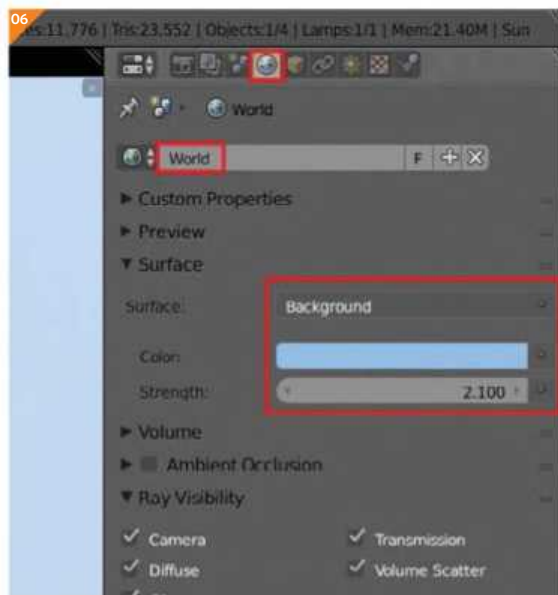 06
es:11,776 | Tris:23,552 | Objects:1/4 | Lamps:1/1 | Mem:21.40M | Sun
World
World F
Custom Properties
Preview
Surface
Surface: Background
Color:
Strength: 2.100
Volume
Ambient Occlusion
Ray Visibility
Camera Transmission
Diffuse Volume Scatter